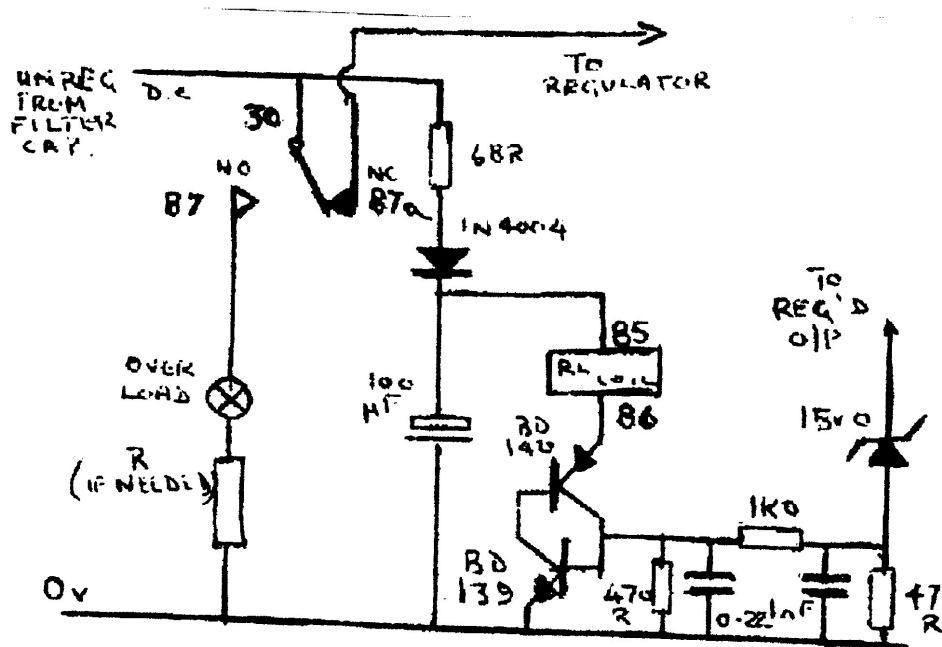 TO
REGULATOR
UNREG
FROM
FILTER
CAP.
D.C
30
NO
87
NC
87a
68R
1N4004
TO
REG'D
O/P
85
RL COIL
86
OVER
LOAD
100
µF
BD
140
15v0
R
(IF NEEDED)
1K0
BD
139
0v
470
R
0.22
1nF
47
R